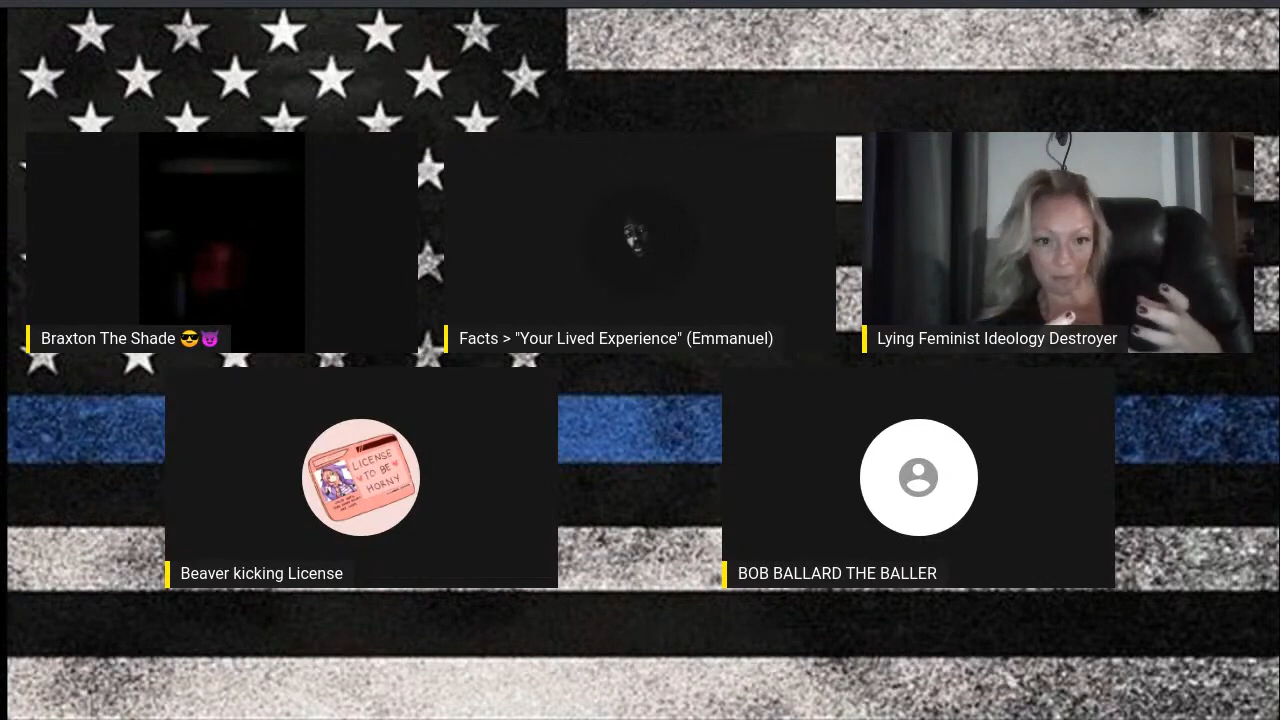 Braxton The Shade 😎😈
Facts > "Your Lived Experience" (Emmanuel)
Lying Feminist Ideology Destroyer
LICENSE
TO BE
HORNY
Beaver kicking License
BOB BALLARD THE BALLER